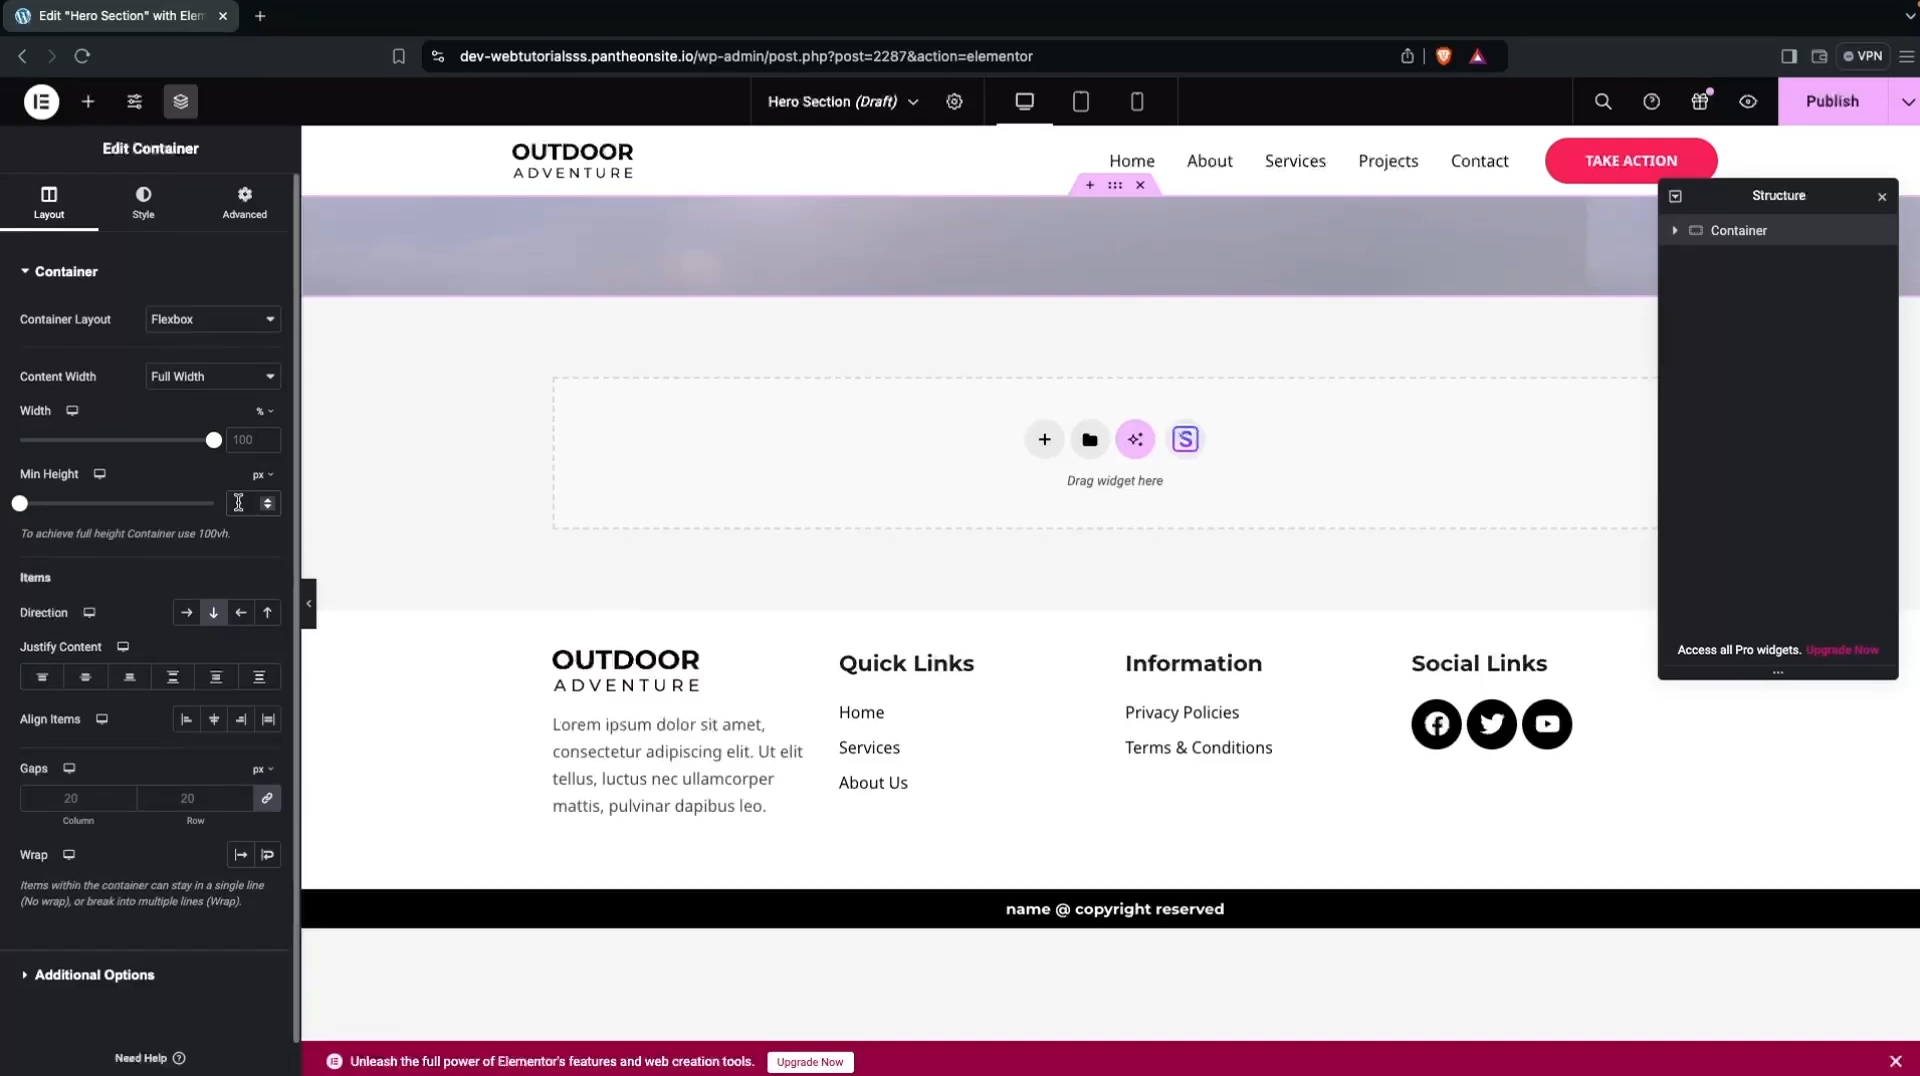 Edit "Hero Section" with Elem
dev-webtutorialsss.pantheonsite.io/wp-admin/post.php?post=2287&action=elementor
VPN
Hero Section (Draft)
Publish
Edit Container
Layout
Style
Advanced
Container
Container Layout
Flexbox
Content Width
Full Width
Width
%
100
Min Height
px
To achieve full height Container use 100vh.
Items
Direction
Justify Content
Align Items
Gaps
px
20
20
Column
Row
Wrap
Items within the container can stay in a single line
(No wrap), or break into multiple lines (Wrap).
Additional Options
Need Help
OUTDOOR
ADVENTURE
Home
About
Services
Projects
Contact
TAKE ACTION
Structure
Container
Access all Pro widgets. Upgrade Now
Drag widget here
OUTDOOR
ADVENTURE
Lorem ipsum dolor sit amet,
consectetur adipiscing elit. Ut elit
tellus, luctus nec ullamcorper
mattis, pulvinar dapibus leo.
Quick Links
Home
Services
About Us
Information
Privacy Policies
Terms & Conditions
Social Links
name @ copyright reserved
Unleash the full power of Elementor's features and web creation tools.
Upgrade Now